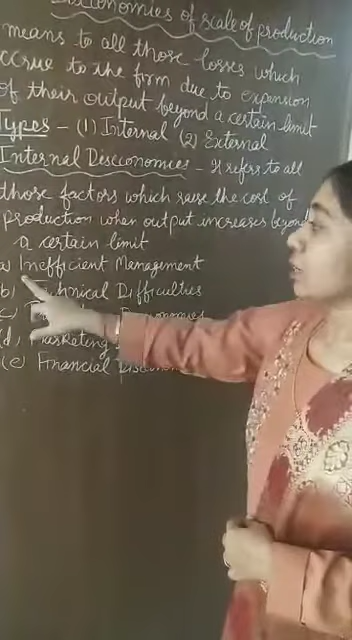 of scale of production
means to all those losses which
accrue to the firm due to expansion
of their output beyond a certain limit
Types - (1) Internal (2) External
Internal Diseconomies - It refers to all
those factors which raise the cost of
production when output increases beyond
a certain limit
a) Inefficient Management
b) Technical Difficulties
(c)
(d) Marketing
(e) Financial